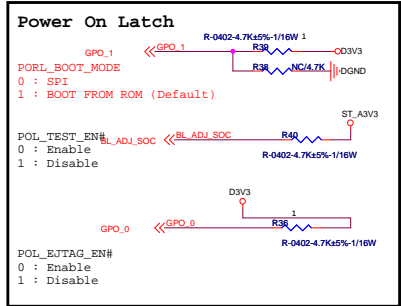 Power On Latch
R-0402-4.7K±5%-1/16W 1
GPO_1 GPO_1 R39 D3V3
PORL_BOOT_MODE R38 NC/4.7K DGND
0 : SPI
1 : BOOT FROM ROM (Default)
ST_A3V3
POL_TEST_EN# BL_ADJ_SOC BL_ADJ_SOC R40
0 : Enable
1 : Disable
R-0402-4.7K±5%-1/16W
D3V3
1
GPO_0 GPO_0 R36
R-0402-4.7K±5%-1/16W
POL_EJTAG_EN#
0 : Enable
1 : Disable